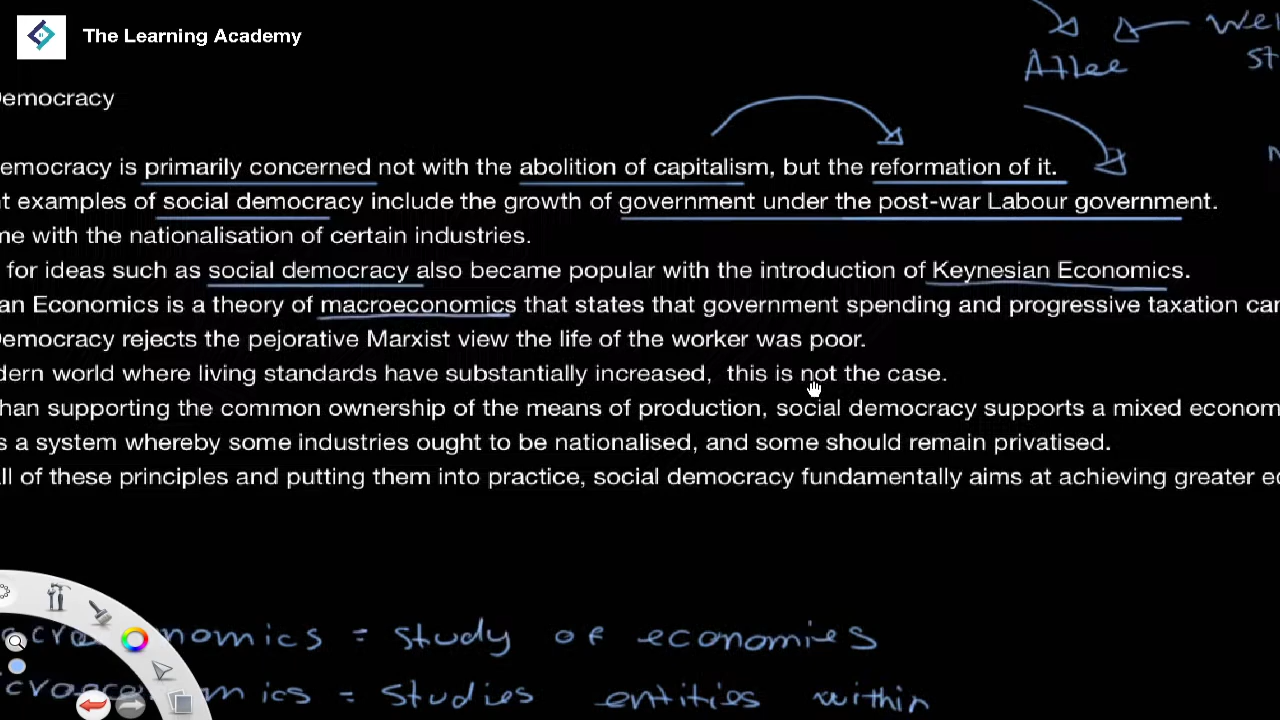 The Learning Academy
Atlee
Democracy
emocracy is primarily concerned not with the abolition of capitalism, but the reformation of it.
t examples of social democracy include the growth of government under the post-war Labour government.
me with the nationalisation of certain industries.
for ideas such as social democracy also became popular with the introduction of Keynesian Economics.
an Economics is a theory of macroeconomics that states that government spending and progressive taxation can
Democracy rejects the pejorative Marxist view the life of the worker was poor.
dern world where living standards have substantially increased, this is not the case.
han supporting the common ownership of the means of production, social democracy supports a mixed econom
s a system whereby some industries ought to be nationalised, and some should remain privatised.
all of these principles and putting them into practice, social democracy fundamentally aims at achieving greater
= study of economies
= studies entities within